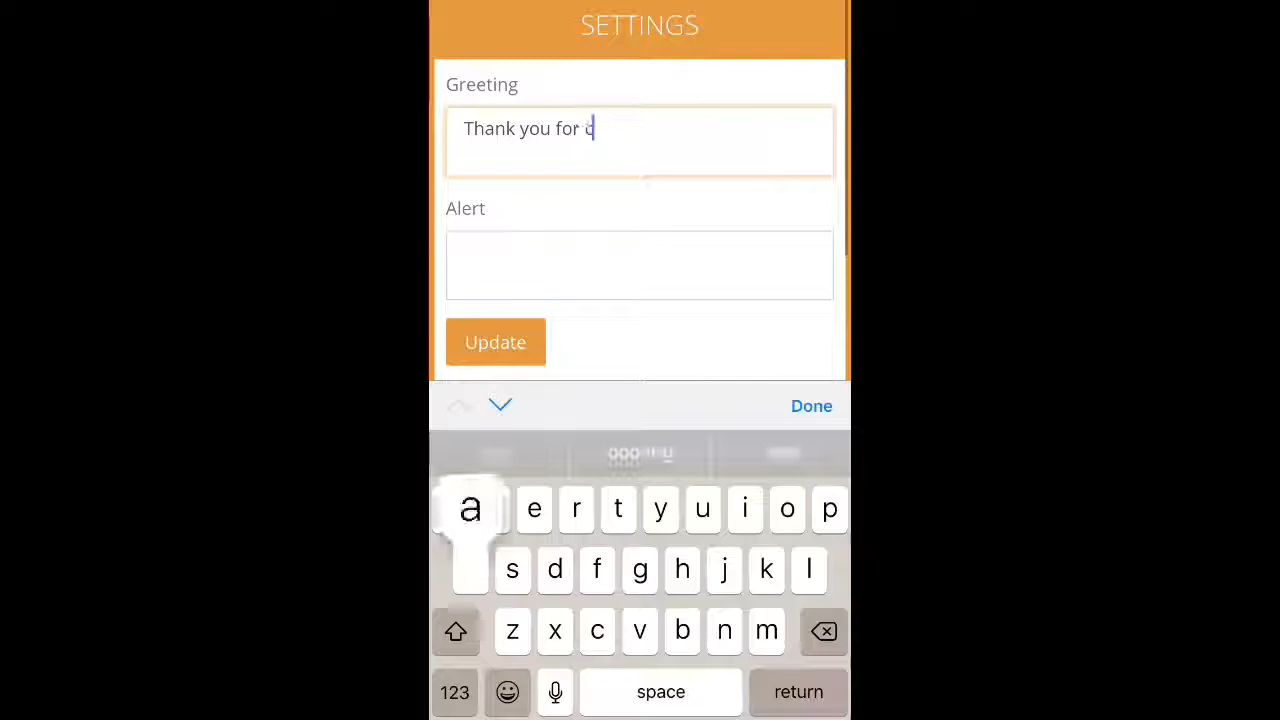 SETTINGS
Greeting
Thank you for
Alert
Update
Done
a e r t y u i o p
s d f g h j k l
z x c v b n m
123 space return